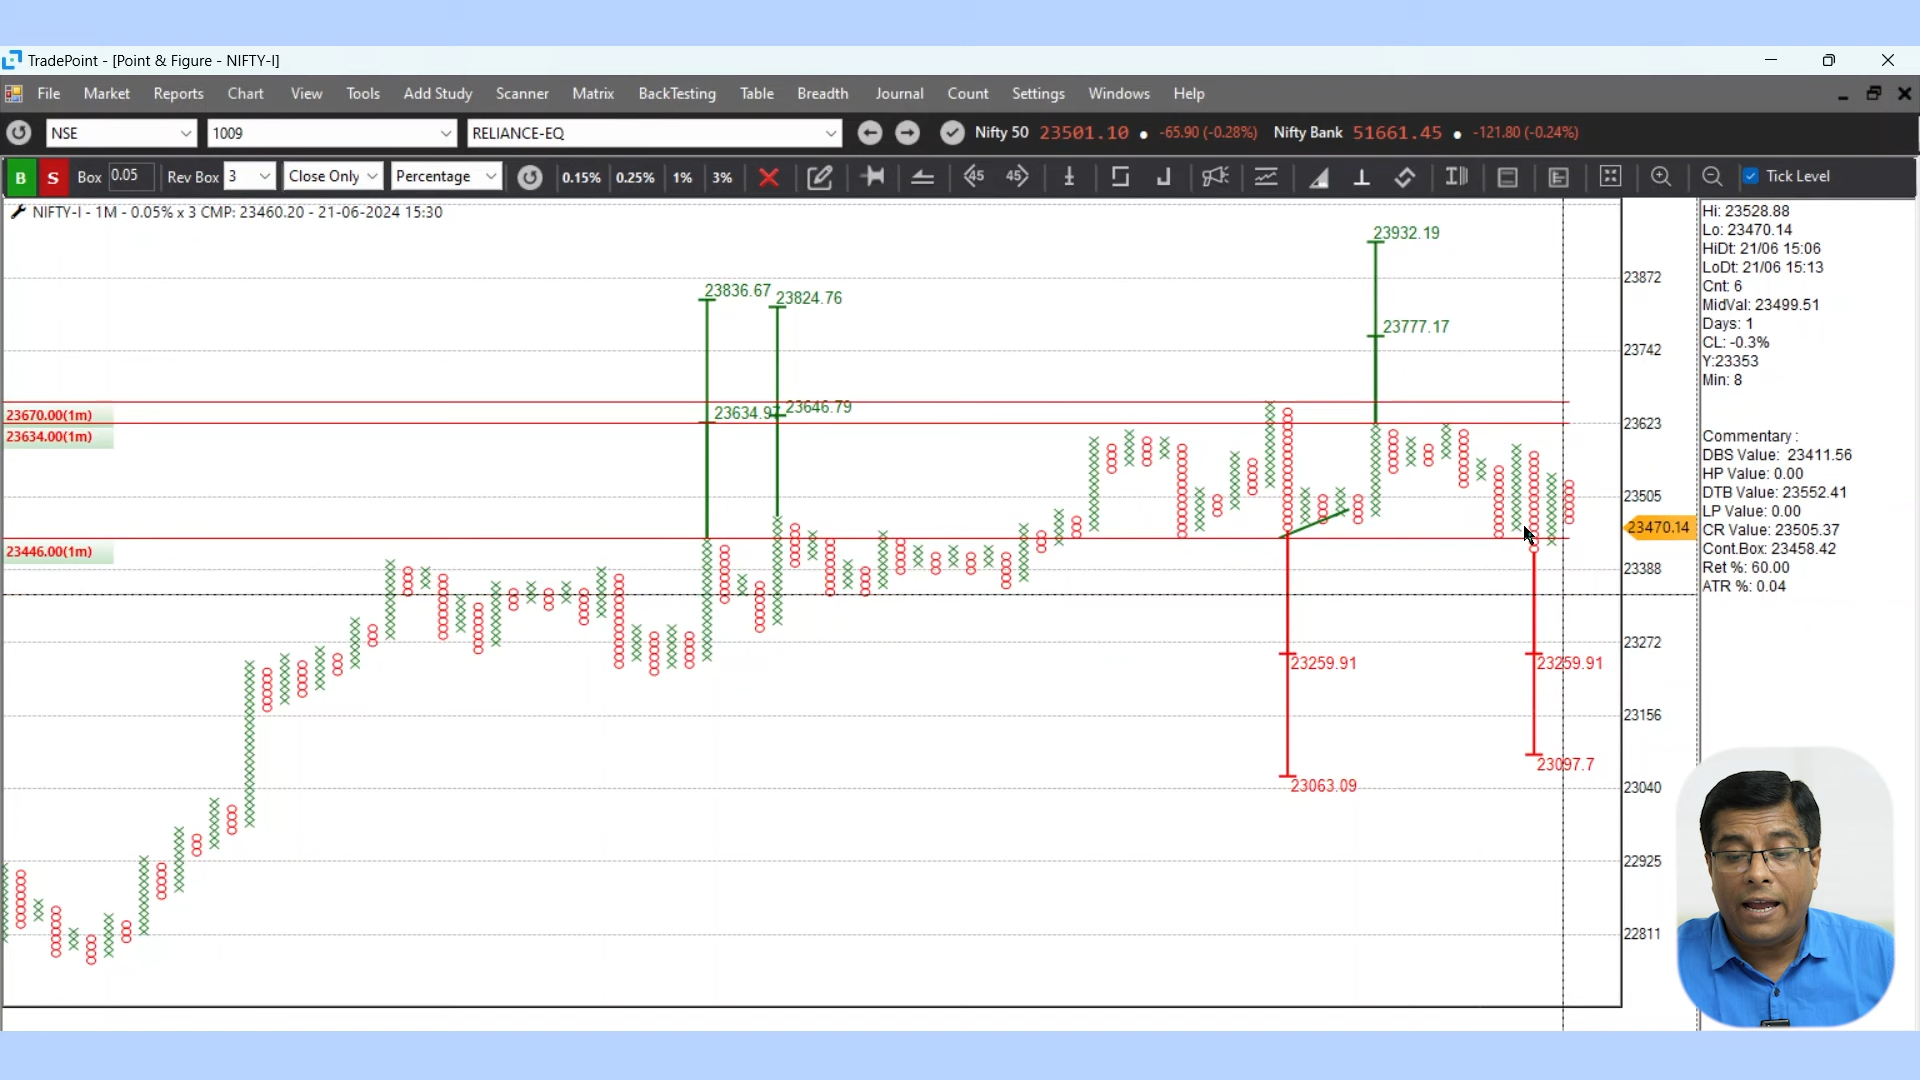 TradePoint - [Point & Figure - NIFTY-I]
File Market Reports Chart View Tools Add Study Scanner Matrix BackTesting Table Breadth Journal Count Settings Windows Help
NSE 1009 RELIANCE-EQ Nifty 50 23501.10 ● -65.90 (-0.28%) Nifty Bank 51661.45 ● -121.80 (-0.24%)
B S Box 0.05 Rev Box 3 Close Only Percentage 0.15% 0.25% 1% 3% 45 45 Tick Level
NIFTY-I - 1M - 0.05% x 3 CMP: 23460.20 - 21-06-2024 15:30
23932.19
23872
23836.67
23824.76
23777.17
23742
23670.00(1m)
23646.79
23634.97
23634.00(1m)
23623
23505
23470.14
23446.00(1m)
23388
23272
23259.91
23259.91
23156
23097.7
23063.09
23040
22925
22811
Hi: 23528.88
Lo: 23470.14
HiDt: 21/06 15:06
LoDt: 21/06 15:13
Cnt: 6
MidVal: 23499.51
Days: 1
CL: -0.3%
Y:23353
Min: 8
Commentary :
DBS Value: 23411.56
HP Value: 0.00
DTB Value: 23552.41
LP Value: 0.00
CR Value: 23505.37
Cont.Box: 23458.42
Ret %: 60.00
ATR %: 0.04